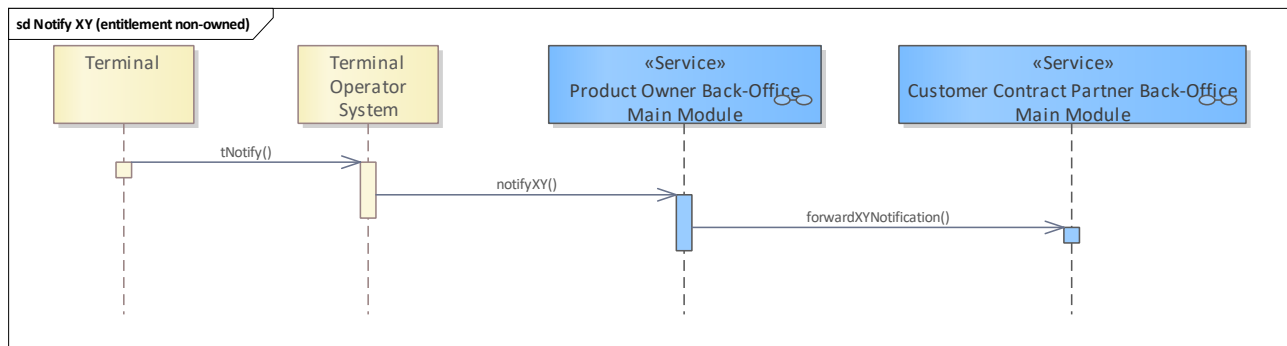 sd Notify XY (entitlement non-owned)
Terminal
Terminal
Operator
System
«Service»
Product Owner Back-Office
Main Module
«Service»
Customer Contract Partner Back-Office
Main Module
tNotify()
notifyXY()
forwardXYNotification()